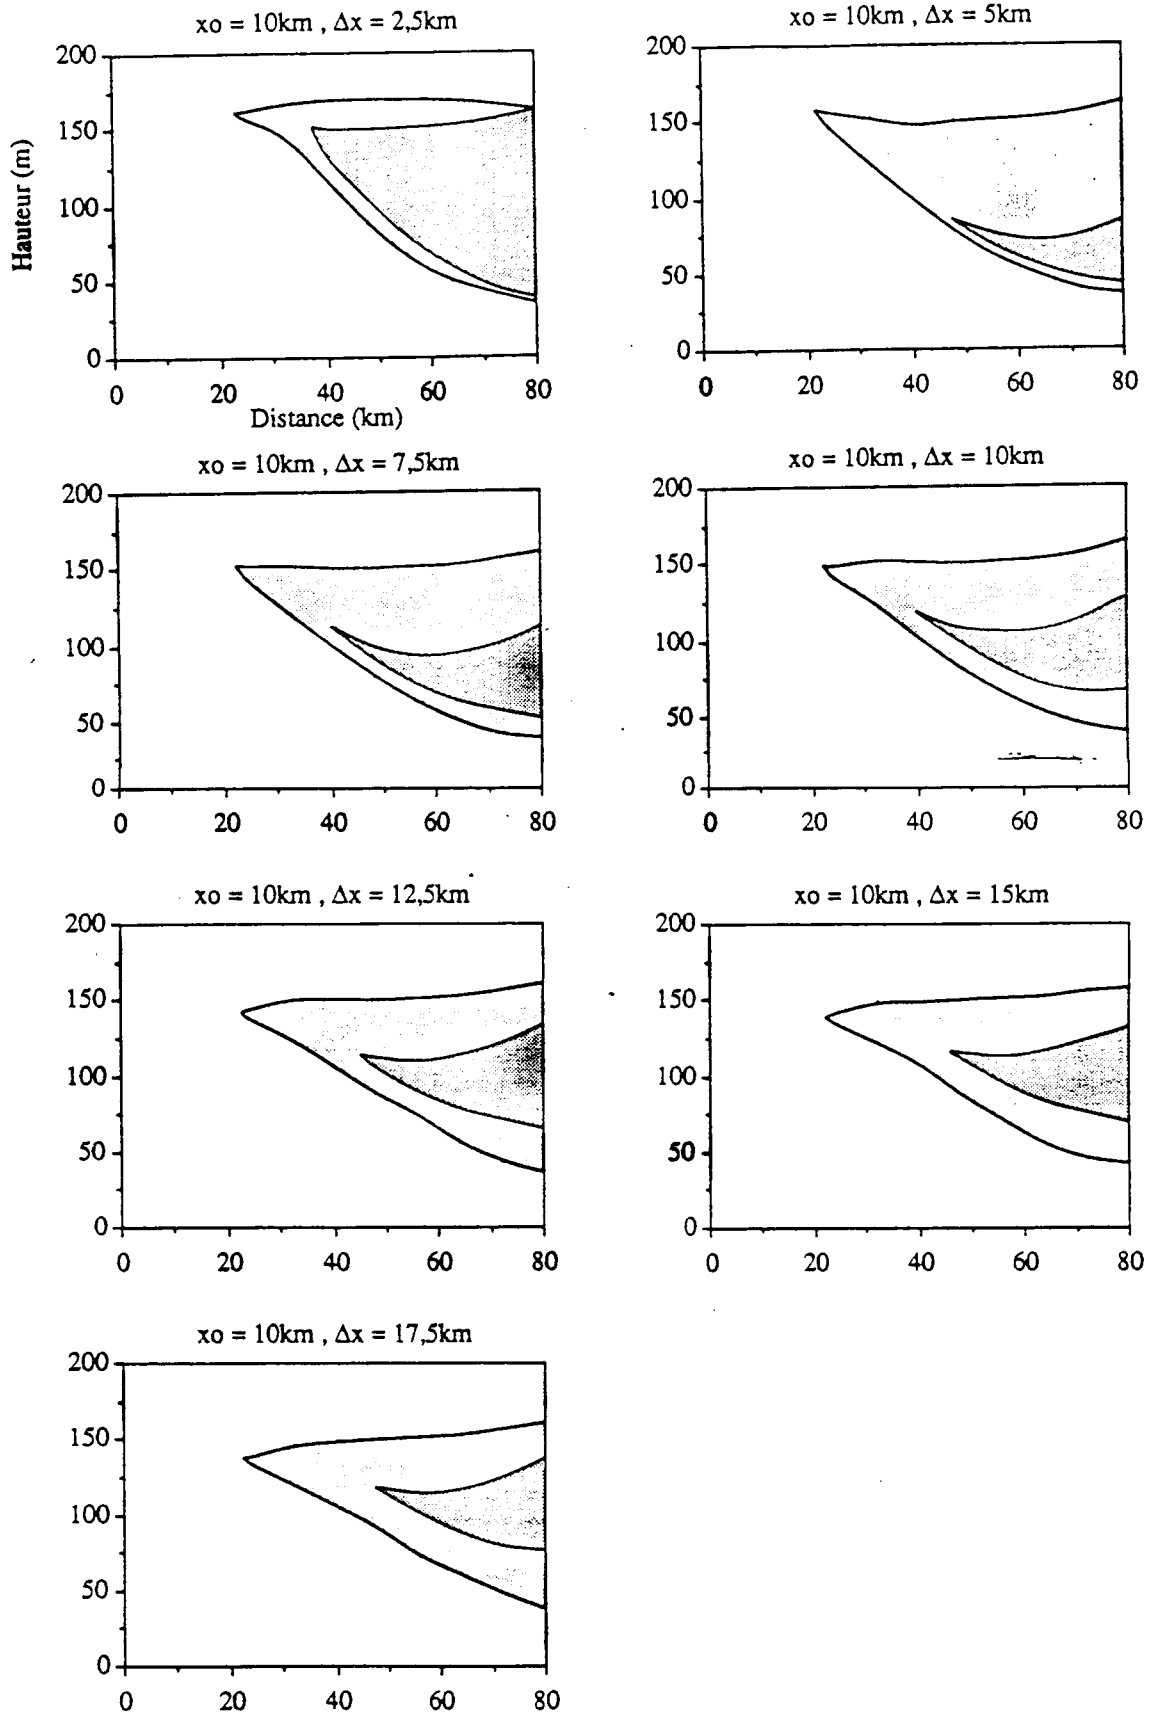 xo = 10km , Δx = 2,5km
200
150
100
50
0
Hauteur (m)
0 20 40 60 80
Distance (km)
xo = 10km , Δx = 5km
200
150
100
50
0
0 20 40 60 80
xo = 10km , Δx = 7,5km
200
150
100
50
0
0 20 40 60 80
xo = 10km , Δx = 10km
200
150
100
50
0
0 20 40 60 80
xo = 10km , Δx = 12,5km
200
150
100
50
0
0 20 40 60 80
xo = 10km , Δx = 15km
200
150
100
50
0
0 20 40 60 80
xo = 10km , Δx = 17,5km
200
150
100
50
0
0 20 40 60 80